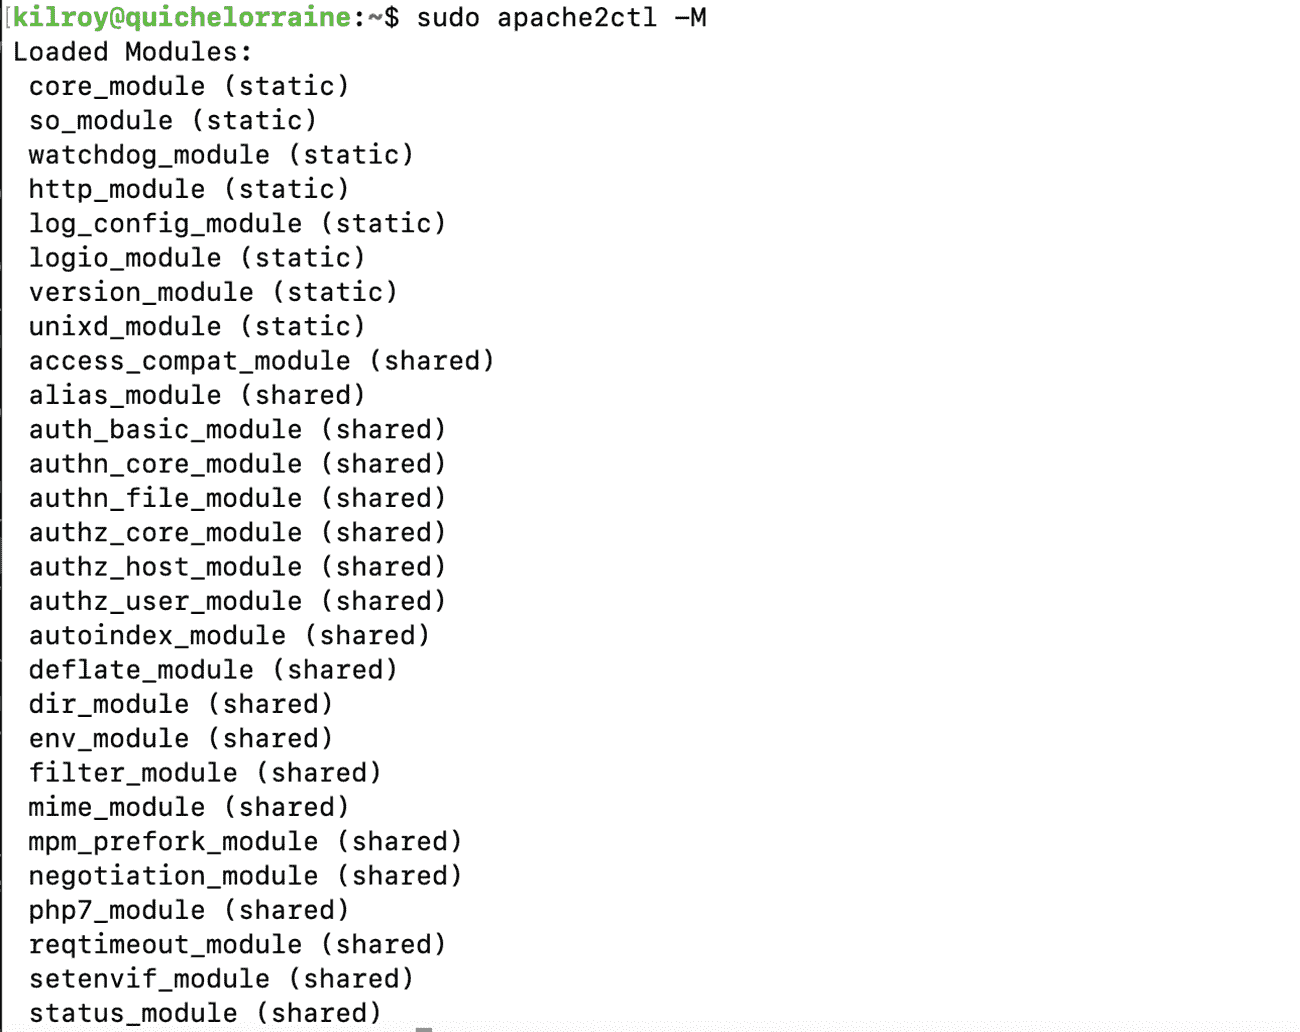 kilroy@quichelorraine:~$ sudo apache2ctl -M
Loaded Modules:
core_module (static)
so_module (static)
watchdog_module (static)
http_module (static)
log_config_module (static)
logio_module (static)
version_module (static)
unixd_module (static)
access_compat_module (shared)
alias_module (shared)
auth_basic_module (shared)
authn_core_module (shared)
authn_file_module (shared)
authz_core_module (shared)
authz_host_module (shared)
authz_user_module (shared)
autoindex_module (shared)
deflate_module (shared)
dir_module (shared)
env_module (shared)
filter_module (shared)
mime_module (shared)
mpm_prefork_module (shared)
negotiation_module (shared)
php7_module (shared)
reqtimeout_module (shared)
setenvif_module (shared)
status_module (shared)